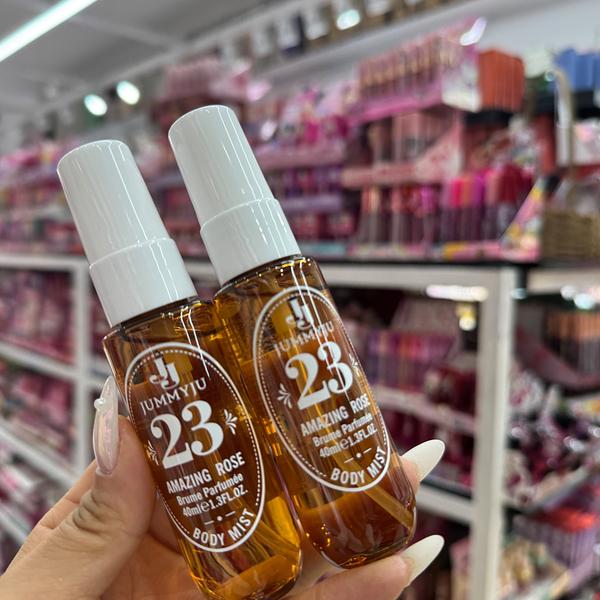 JJ
JUMMYJU
23
AMAZING ROSE
Brume Parfumée
40ml℮1.3FL.OZ.
BODY MIST
JJ
JUMMYJU
23
AMAZING ROSE
Brume Parfumée
40ml℮1.3FL.OZ.
BODY MIST